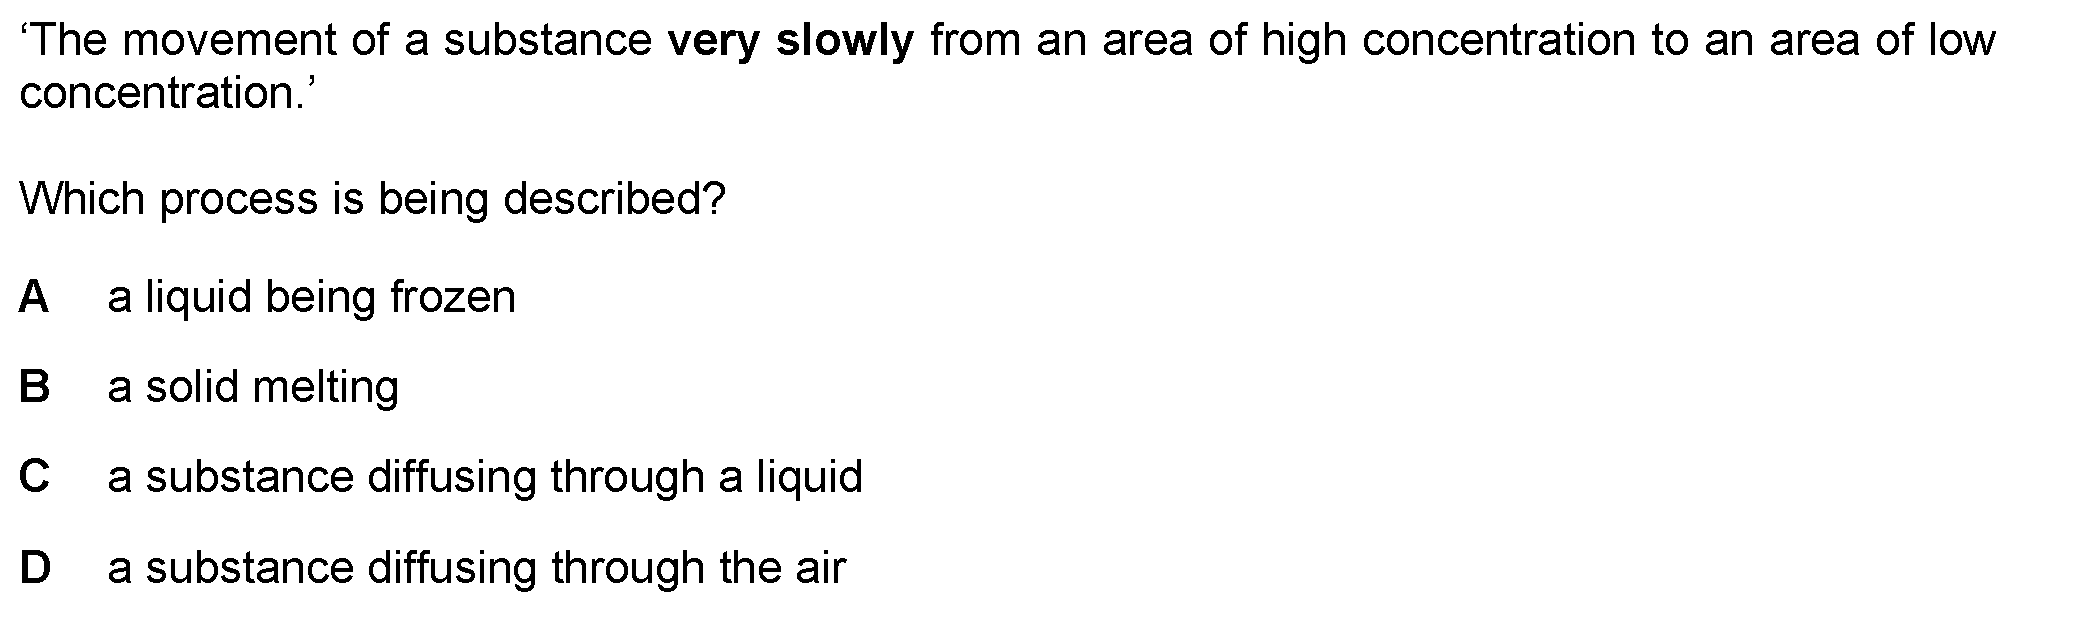 ‘The movement of a substance very slowly from an area of high concentration to an area of low
concentration.’
Which process is being described?
A a liquid being frozen
B a solid melting
C a substance diffusing through a liquid
D a substance diffusing through the air